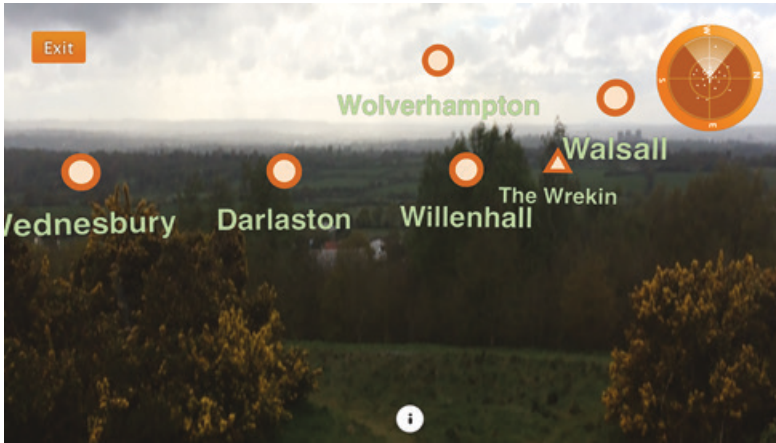 Exit
W
N
S
E
Wolverhampton
Walsall
The Wrekin
Wednesbury
Darlaston
Willenhall
i